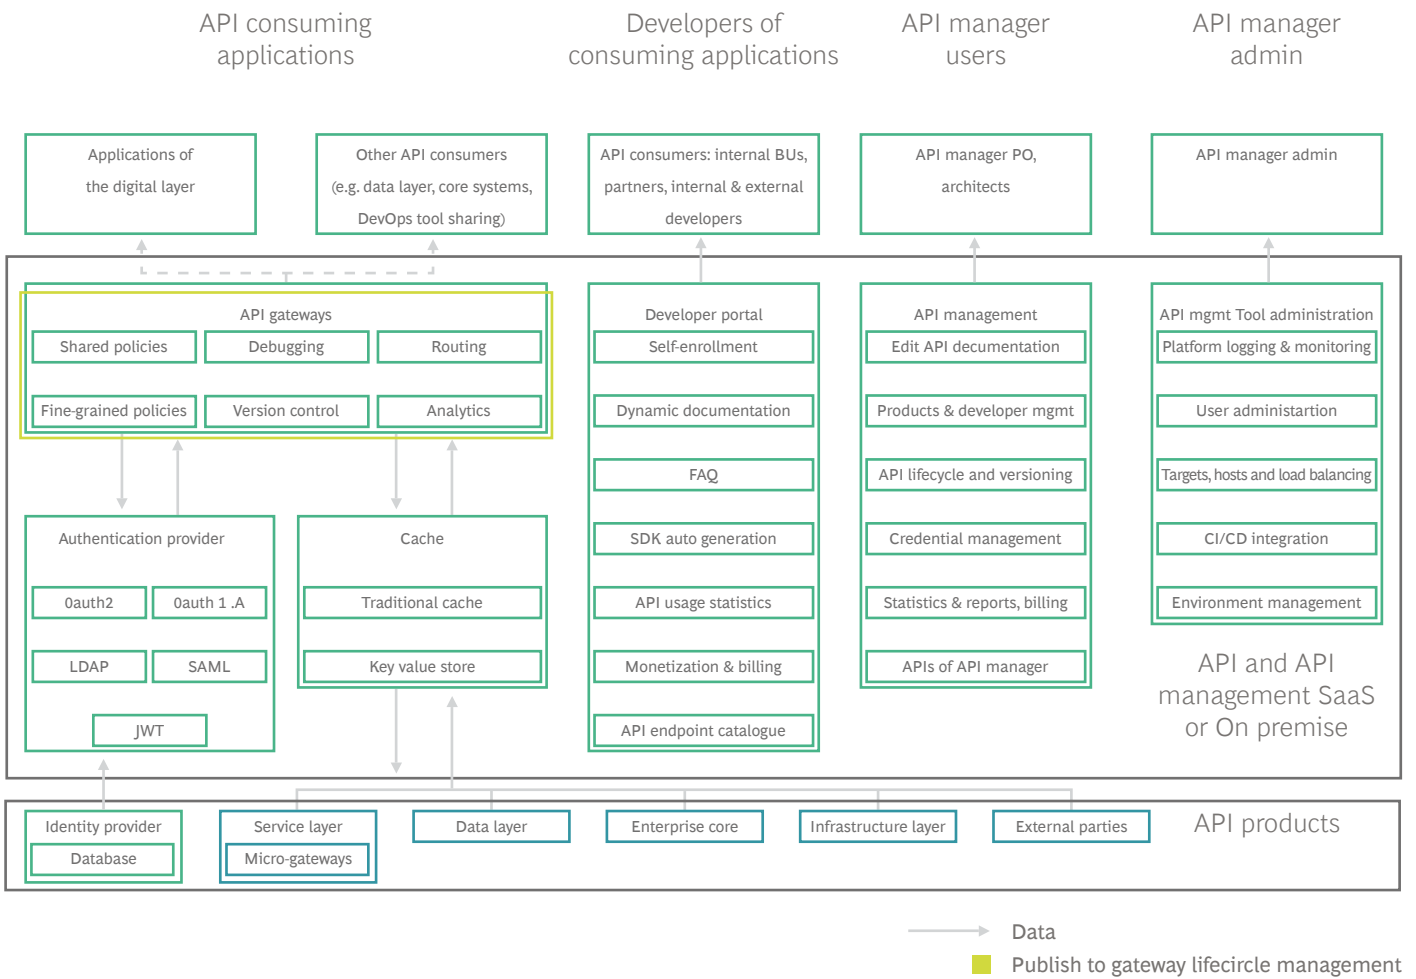 API consuming
applications
Developers of
consuming applications
API manager
users
API manager
admin
Applications of
the digital layer
Other API consumers
(e.g. data layer, core systems,
DevOps tool sharing)
API consumers: internal BUs,
partners, internal & external
developers
API manager PO,
architects
API manager admin
API gateways
Shared policies
Debugging
Routing
Fine-grained policies
Version control
Analytics
Authentication provider
0auth2
0auth 1 .A
LDAP
SAML
JWT
Cache
Traditional cache
Key value store
Developer portal
Self-enrollment
Dynamic documentation
FAQ
SDK auto generation
API usage statistics
Monetization & billing
API endpoint catalogue
API management
Edit API decumentation
Products & developer mgmt
API lifecycle and versioning
Credential management
Statistics & reports, billing
APIs of API manager
API mgmt Tool administration
Platform logging & monitoring
User administartion
Targets, hosts and load balancing
CI/CD integration
Environment management
API and API
management SaaS
or On premise
Identity provider
Database
Service layer
Micro-gateways
Data layer
Enterprise core
Infrastructure layer
External parties
API products
Data
Publish to gateway lifecircle management